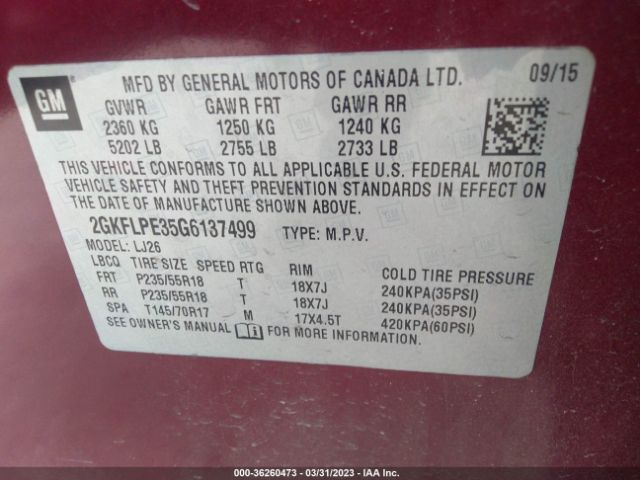 GM
MFD BY GENERAL MOTORS OF CANADA LTD. 09/15
GVWR GAWR FRT GAWR RR
2360 KG 1250 KG 1240 KG
5202 LB 2755 LB 2733 LB
THIS VEHICLE CONFORMS TO ALL APPLICABLE U.S. FEDERAL MOTOR
VEHICLE SAFETY AND THEFT PREVENTION STANDARDS IN EFFECT ON
THE DATE OF MANUFACTURE SHOWN ABOVE.
2GKFLPE35G6137499 TYPE: M.P.V.
MODEL: LJ26
LBCQ TIRE SIZE SPEED RTG RIM COLD TIRE PRESSURE
FRT P235/55R18 T 18X7J 240KPA(35PSI)
RR P235/55R18 T 18X7J 240KPA(35PSI)
SPA T145/70R17 M 17X4.5T 420KPA(60PSI)
SEE OWNER'S MANUAL FOR MORE INFORMATION.
000-36260473 — 03/31/2023 — IAA Inc.